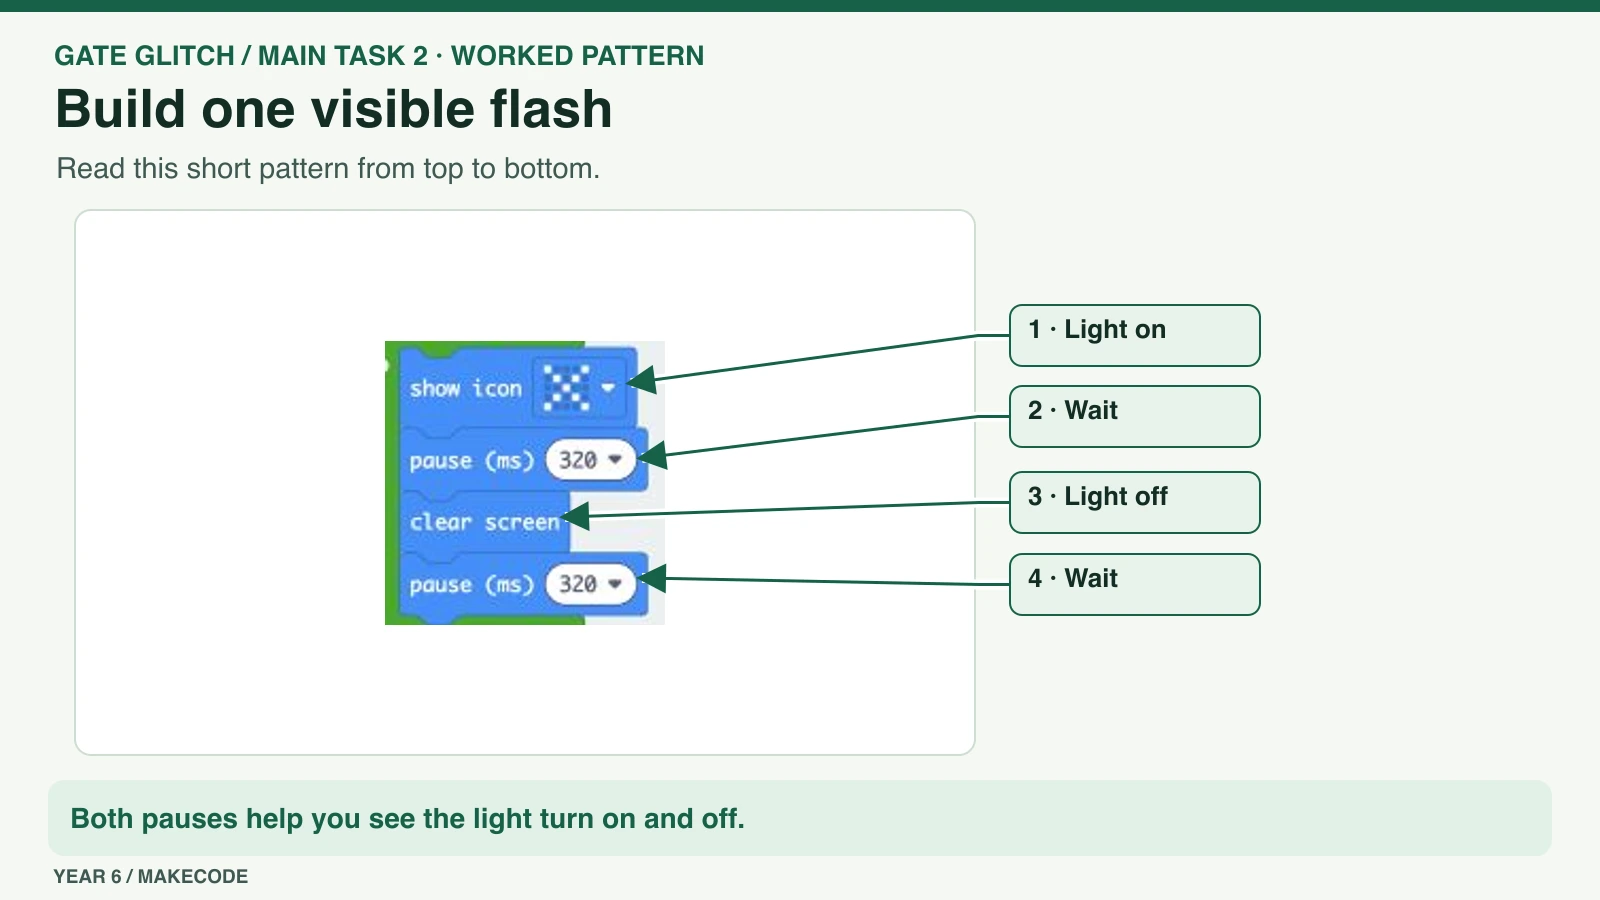 GATE GLITCH / MAIN TASK 2 · WORKED PATTERN
Build one visible flash
Read this short pattern from top to bottom.
show icon
pause (ms) 320
clear screen
pause (ms) 320
1 · Light on
2 · Wait
3 · Light off
4 · Wait
Both pauses help you see the light turn on and off.
YEAR 6 / MAKECODE